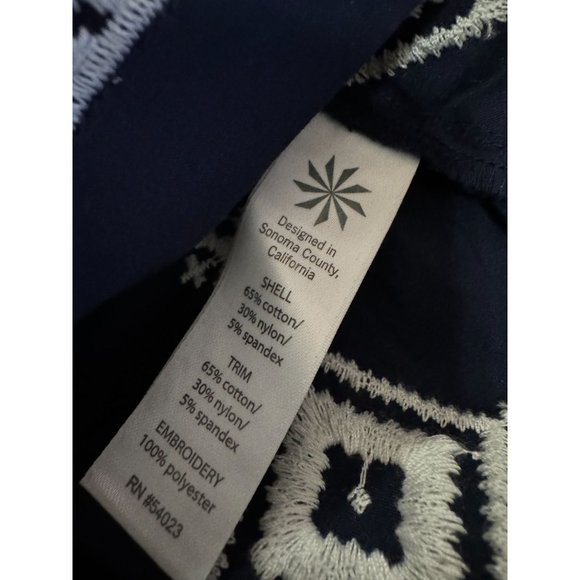 Designed in
Sonoma County,
California
SHELL
65% cotton/
30% nylon/
5% spandex
TRIM
65% cotton/
30% nylon/
5% spandex
EMBROIDERY
100% polyester
RN #54023